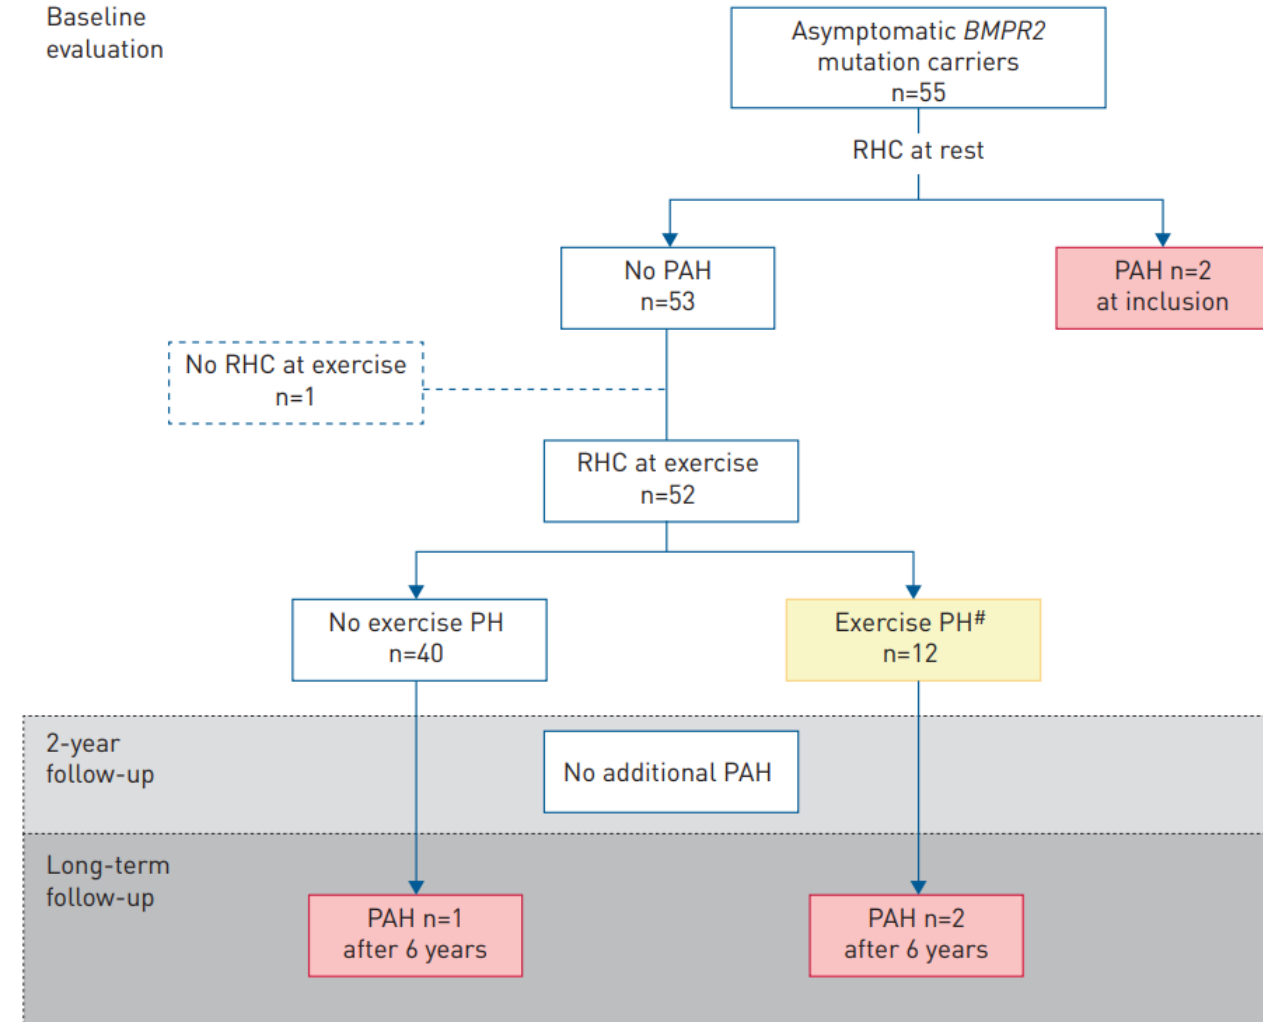 Baseline
evaluation
Asymptomatic BMPR2
mutation carriers
n=55
RHC at rest
No PAH
n=53
PAH n=2
at inclusion
No RHC at exercise
n=1
RHC at exercise
n=52
No exercise PH
n=40
Exercise PH#
n=12
2-year
follow-up
No additional PAH
Long-term
follow-up
PAH n=1
after 6 years
PAH n=2
after 6 years